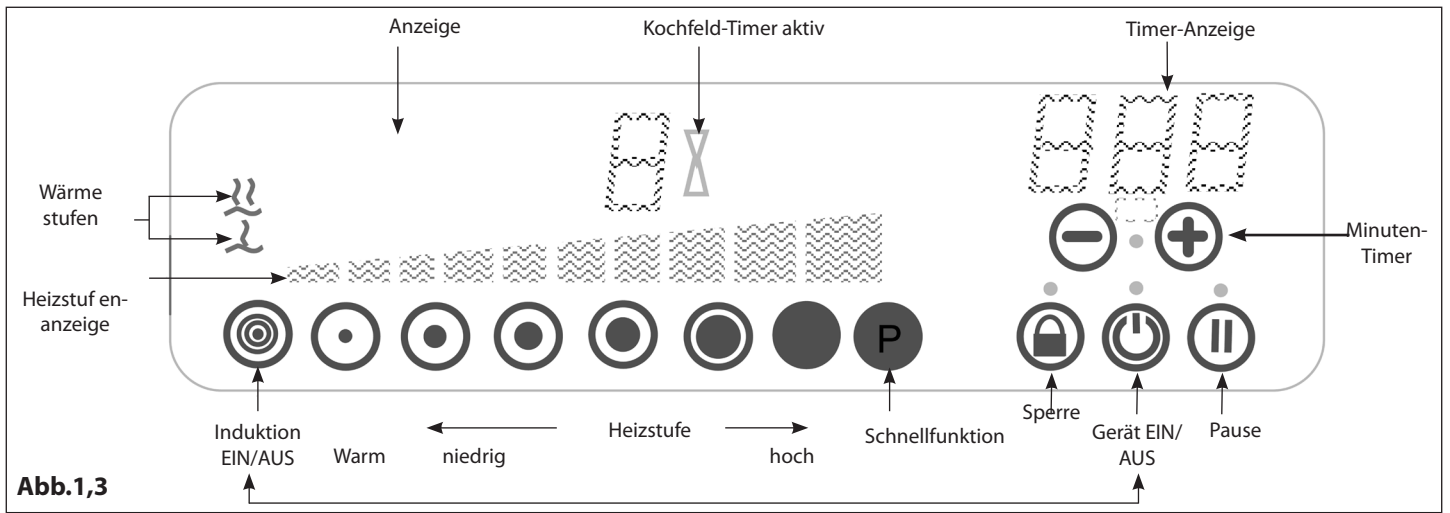 Anzeige
Kochfeld-Timer aktiv
Timer-Anzeige
Wärme
stufen
Minuten-
Timer
Heizstuf en-
anzeige
P
Induktion
EIN/AUS
Warm
niedrig
Heizstufe
hoch
Schnellfunktion
Sperre
Gerät EIN/
AUS
Pause
Abb.1,3